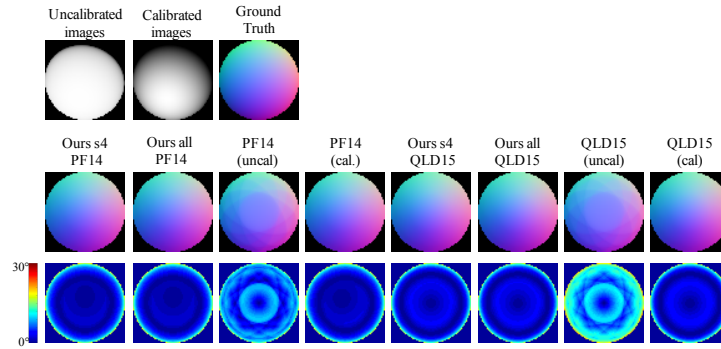 Uncalibrated images
Calibrated images
Ground Truth
Ours s4 PF14
Ours all PF14
PF14 (uncal)
PF14 (cal.)
Ours s4 QLD15
Ours all QLD15
QLD15 (uncal)
QLD15 (cal)
30°
0°